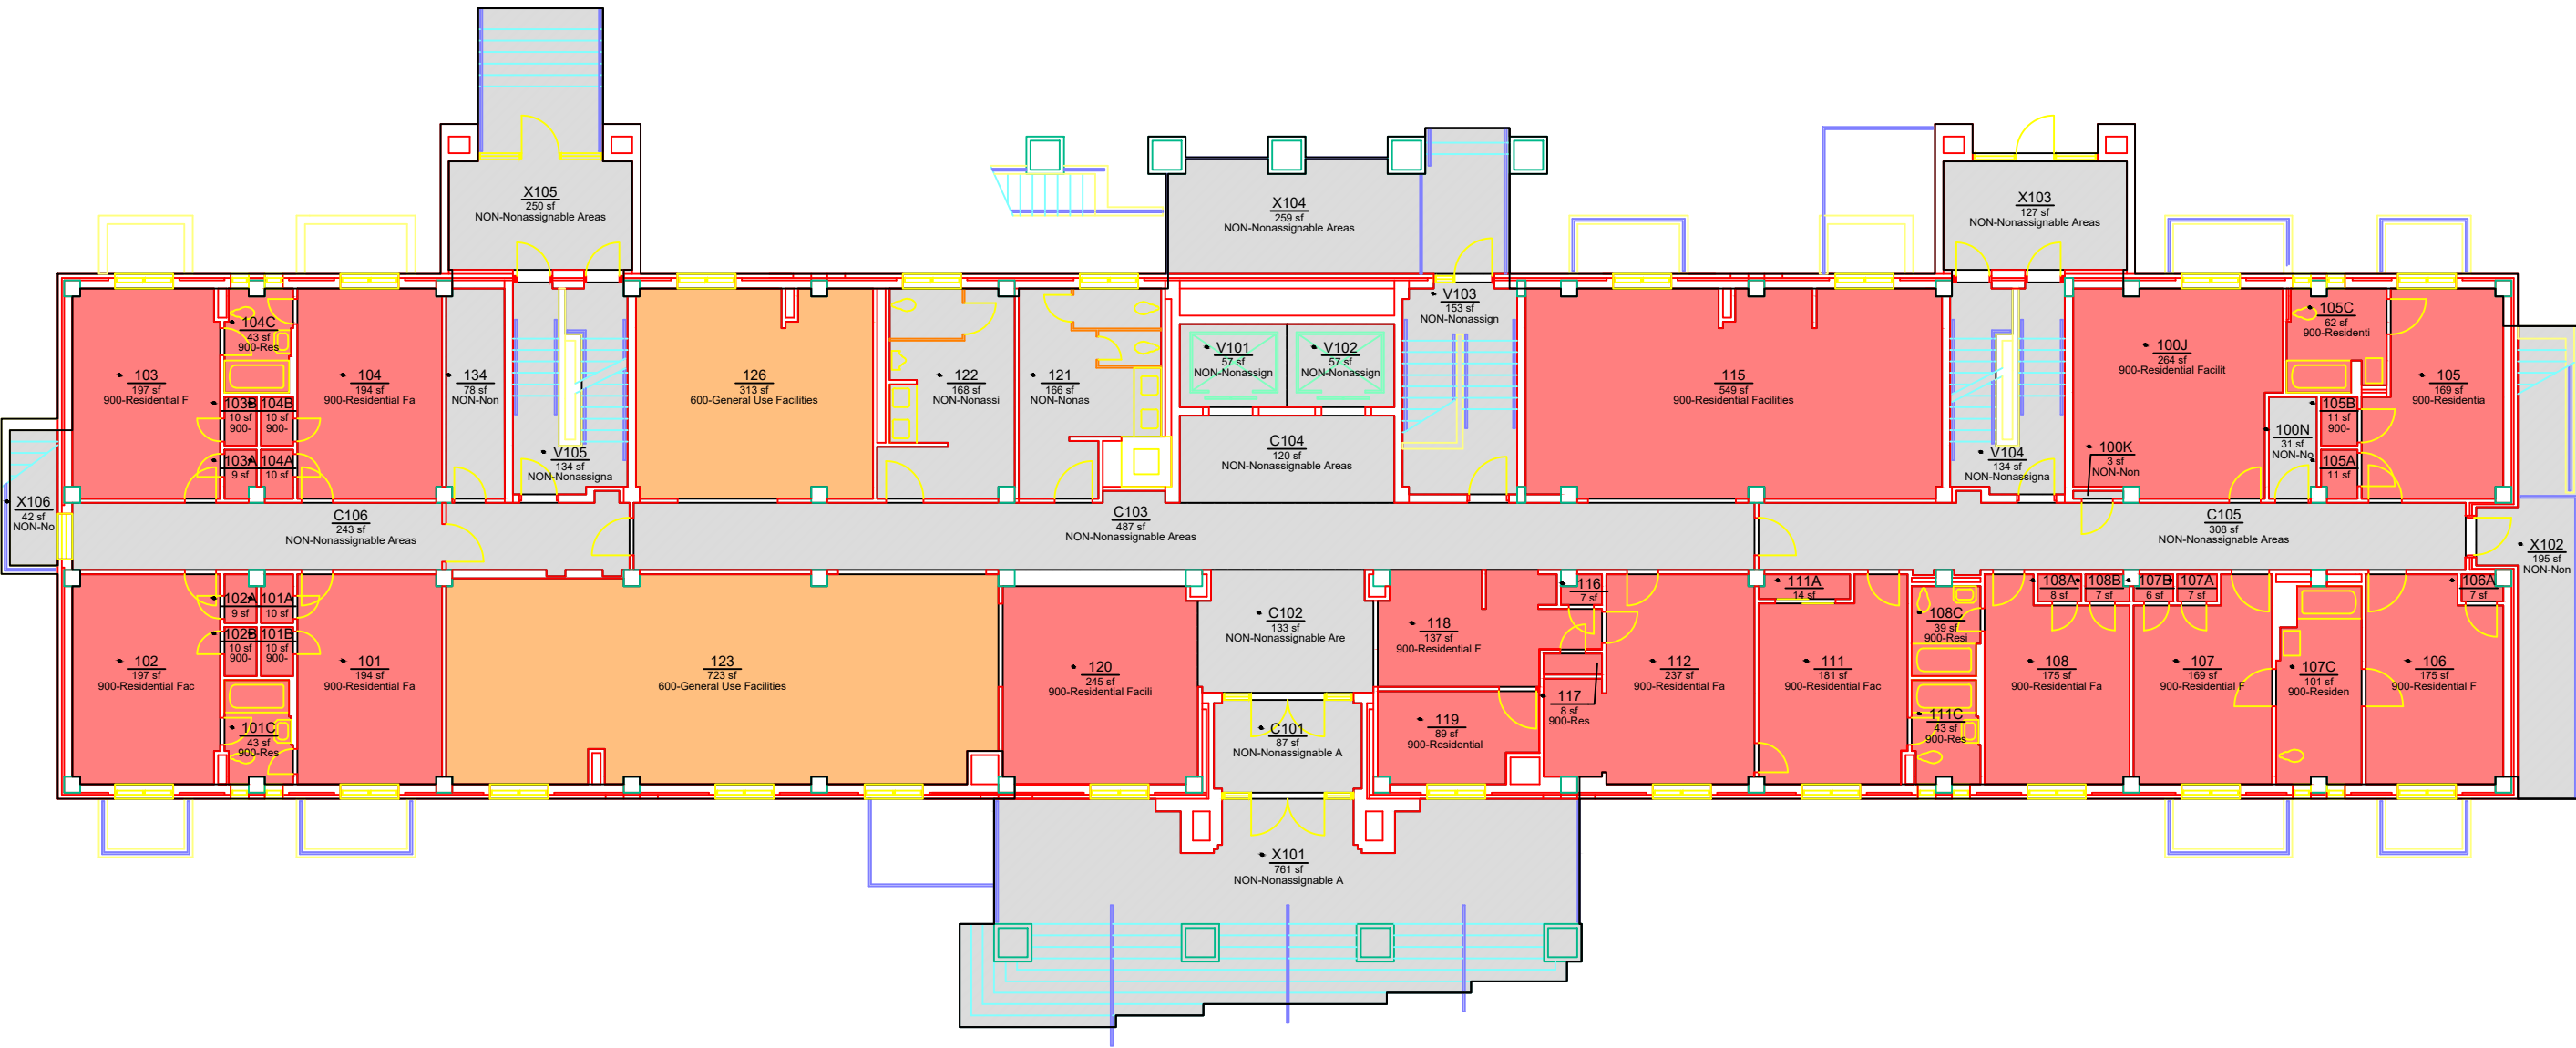 X105
250 sf
NON-Nonassignable Areas
X104
259 sf
NON-Nonassignable Areas
X103
127 sf
NON-Nonassignable Areas
104C
43 sf
900-Res
103
197 sf
900-Residential F
104
194 sf
900-Residential Fa
134
78 sf
NON-Non
103B
10 sf
900-
104B
10 sf
900-
103A
9 sf
104A
10 sf
V105
134 sf
NON-Nonassigna
126
313 sf
600-General Use Facilities
122
168 sf
NON-Nonassi
121
166 sf
NON-Nonas
V101
57 sf
NON-Nonassign
V102
57 sf
NON-Nonassign
V103
153 sf
NON-Nonassign
C104
120 sf
NON-Nonassignable Areas
115
549 sf
900-Residential Facilities
V104
134 sf
NON-Nonassigna
100J
264 sf
900-Residential Facilit
100K
3 sf
NON-Non
105C
62 sf
900-Residenti
105
169 sf
900-Residentia
100N
31 sf
NON-No
105B
11 sf
900-
105A
11 sf
X106
42 sf
NON-No
C106
243 sf
NON-Nonassignable Areas
C103
487 sf
NON-Nonassignable Areas
C105
308 sf
NON-Nonassignable Areas
X102
195 sf
NON-Non
102A
9 sf
101A
10 sf
102B
10 sf
900-
101B
10 sf
900-
102
197 sf
900-Residential Fac
101
194 sf
900-Residential Fa
101C
43 sf
900-Res
123
723 sf
600-General Use Facilities
120
245 sf
900-Residential Facili
C102
133 sf
NON-Nonassignable Are
C101
87 sf
NON-Nonassignable A
118
137 sf
900-Residential F
119
89 sf
900-Residential
116
7 sf
117
8 sf
900-Res
112
237 sf
900-Residential Fa
111A
14 sf
111
181 sf
900-Residential Fac
108C
39 sf
900-Resi
111C
43 sf
900-Res
108A
8 sf
108B
7 sf
107B
6 sf
107A
7 sf
108
175 sf
900-Residential Fa
107
169 sf
900-Residential F
107C
101 sf
900-Residen
106A
7 sf
106
175 sf
900-Residential F
X101
761 sf
NON-Nonassignable A